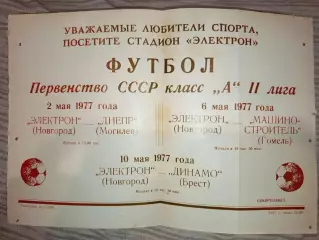 УВАЖАЕМЫЕ ЛЮБИТЕЛИ СПОРТА,
ПОСЕТИТЕ СТАДИОН «ЭЛЕКТРОН»
ФУТБОЛ
Первенство СССР класс „А" II лига
2 мая 1977 года
„ЭЛЕКТРОН" — „ДНЕПР"
(Новгород) (Могилев)
6 мая 1977 года
„ЭЛЕКТРОН" — „МАШИНО-
(Новгород) СТРОИТЕЛЬ"
(Гомель)
10 мая 1977 года
„ЭЛЕКТРОН" — „ДИНАМО"
(Новгород) (Брест)